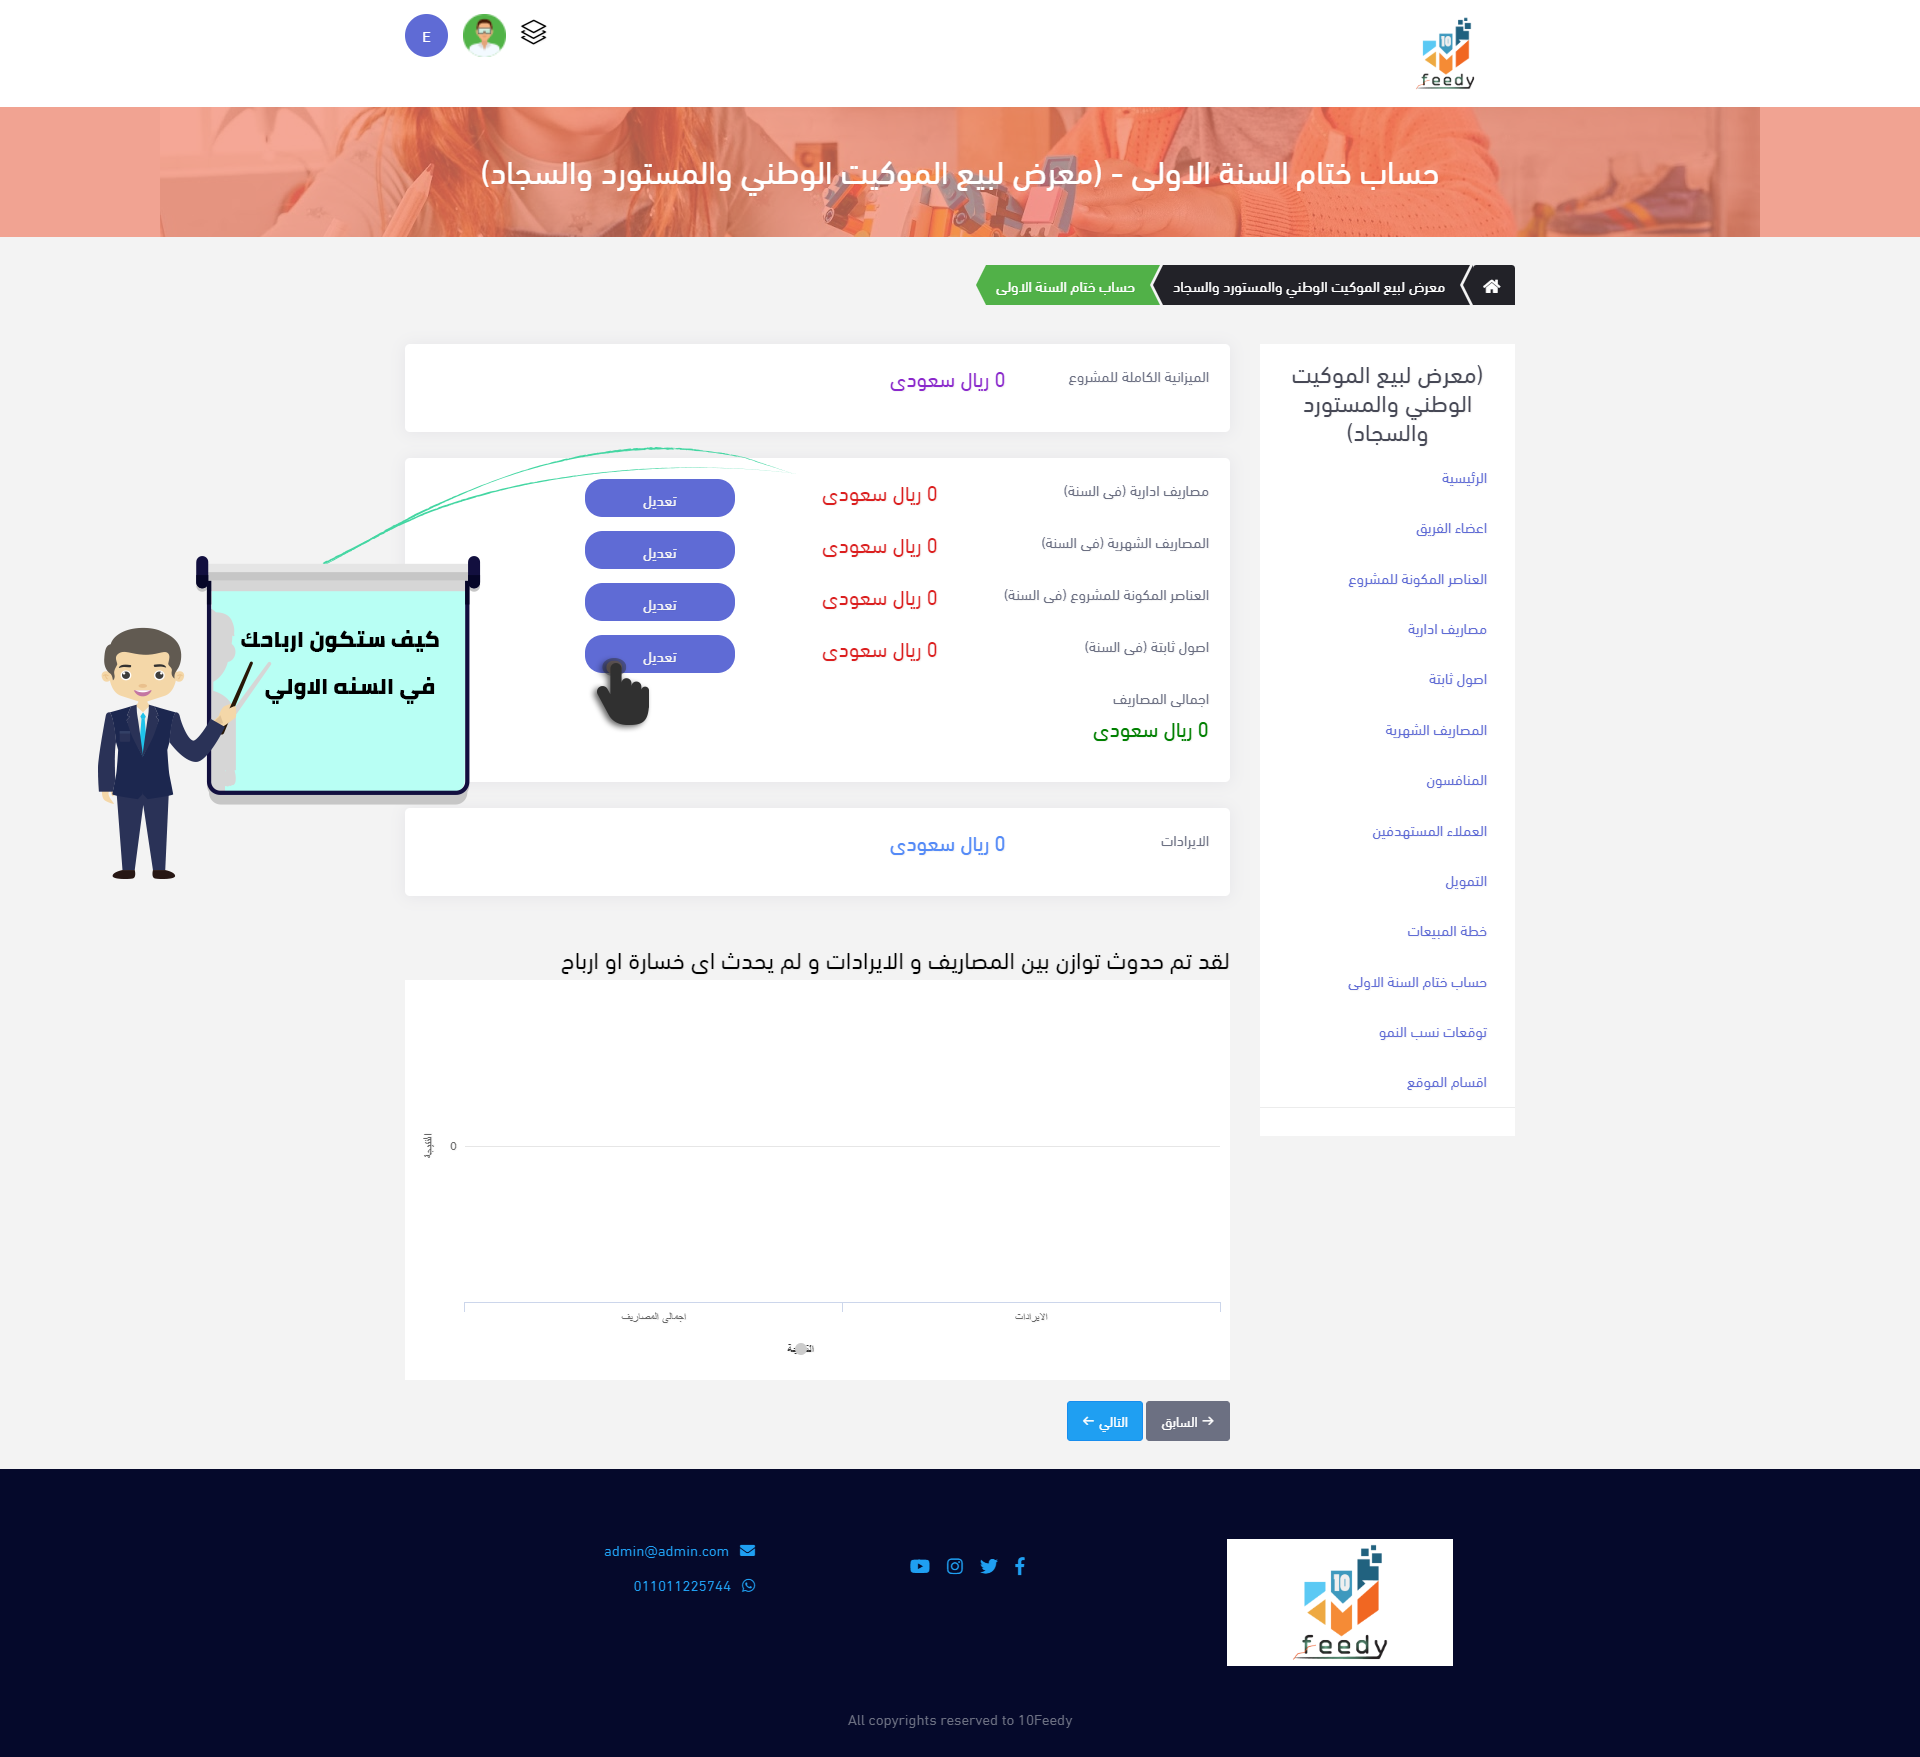 10
feedy
E
حساب ختام السنة الاولى - (معرض لبيع الموكيت الوطني والمستورد والسجاد)
معرض لبيع الموكيت الوطني والمستورد والسجاد
حساب ختام السنة الاولى
(معرض لبيع الموكيت
الوطني والمستورد
والسجاد)
الرئيسية
اعضاء الفريق
العناصر المكونة للمشروع
مصاريف ادارية
اصول ثابتة
المصاريف الشهرية
المنافسون
العملاء المستهدفين
التمويل
خطة المبيعات
حساب ختام السنة الاولى
توقعات نسب النمو
اقسام الموقع
الميزانية الكاملة للمشروع
0 ريال سعودى
مصاريف ادارية (فى السنة)
0 ريال سعودى
تعديل
المصاريف الشهرية (فى السنة)
0 ريال سعودى
تعديل
العناصر المكونة للمشروع (فى السنة)
0 ريال سعودى
تعديل
اصول ثابتة (فى السنة)
0 ريال سعودى
تعديل
اجمالى المصاريف
0 ريال سعودى
كيف ستكون ارباحك
في السنه الاولي
الايرادات
0 ريال سعودى
لقد تم حدوث توازن بين المصاريف و الايرادات و لم يحدث اى خسارة او ارباح
النتيجة
0
الايرادات
اجمالى المصاريف
السابق
التالي
admin@admin.com
011011225744
10
feedy
All copyrights reserved to 10Feedy